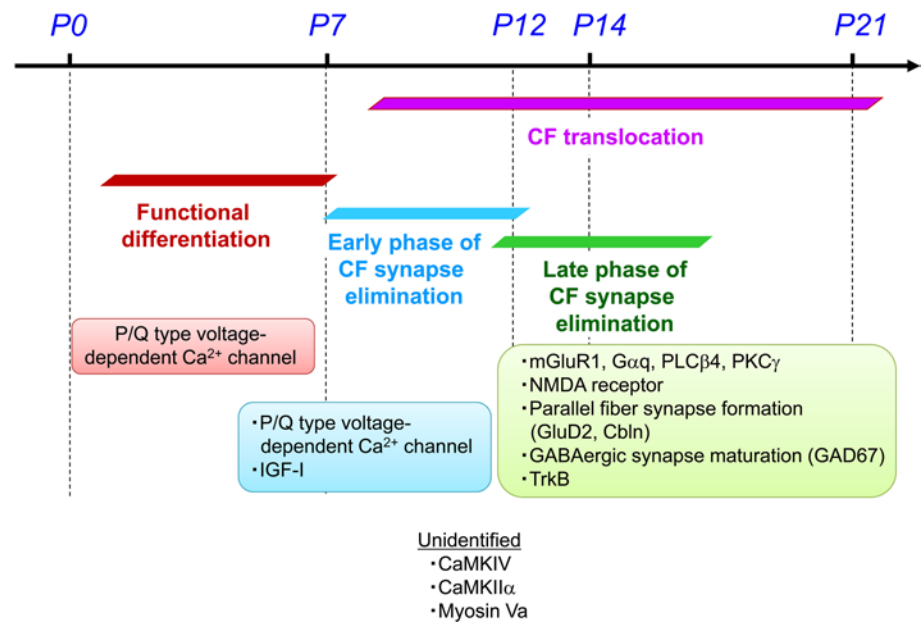 P0 P7 P12 P14 P21
CF translocation
Functional
differentiation
Early phase of
CF synapse
elimination
Late phase of
CF synapse
elimination
P/Q type voltage-
dependent Ca²⁺ channel
・P/Q type voltage-
dependent Ca²⁺ channel
・IGF-I
・mGluR1, Gαq, PLCβ4, PKCγ
・NMDA receptor
・Parallel fiber synapse formation
(GluD2, Cbln)
・GABAergic synapse maturation (GAD67)
・TrkB
Unidentified
・CaMKIV
・CaMKIIα
・Myosin Va